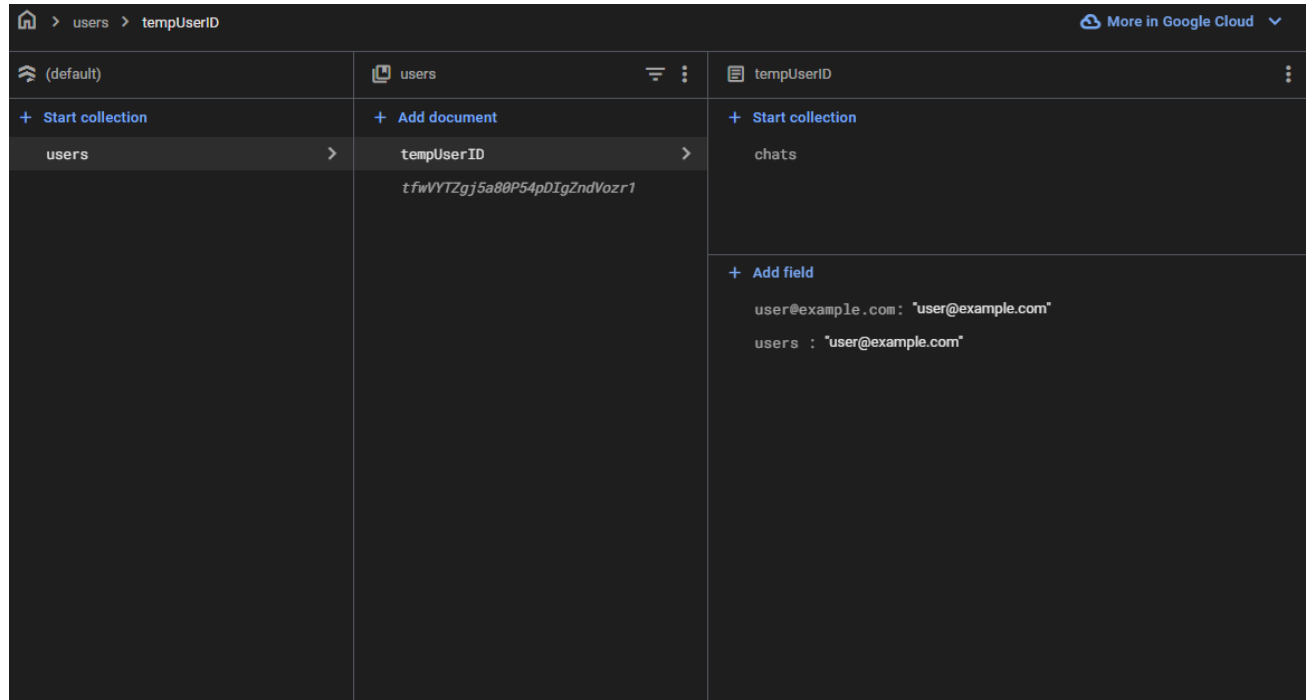 > users > tempUserID
More in Google Cloud
(default)
users
tempUserID
+ Start collection
+ Add document
+ Start collection
users
tempUserID
tfwVYTZgj5a80P54pDIgZndVozr1
chats
+ Add field
user@example.com: "user@example.com"
users : "user@example.com"